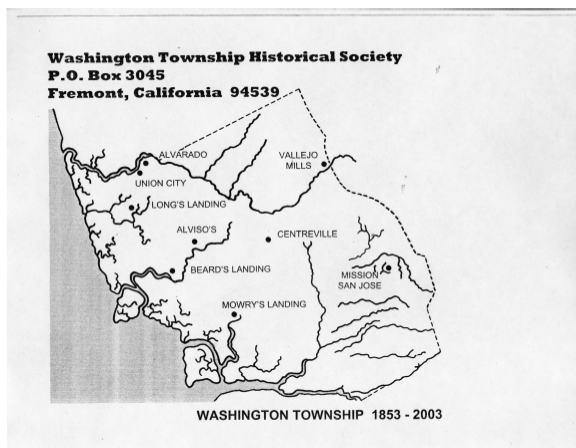 Washington Township Historical Society
P.O. Box 3045
Fremont, California 94539
ALVARADO
VALLEJO
MILLS
UNION CITY
LONG'S LANDING
ALVISO'S
CENTREVILLE
BEARD'S LANDING
MISSION
SAN JOSE
MOWRY'S LANDING
WASHINGTON TOWNSHIP 1853 - 2003